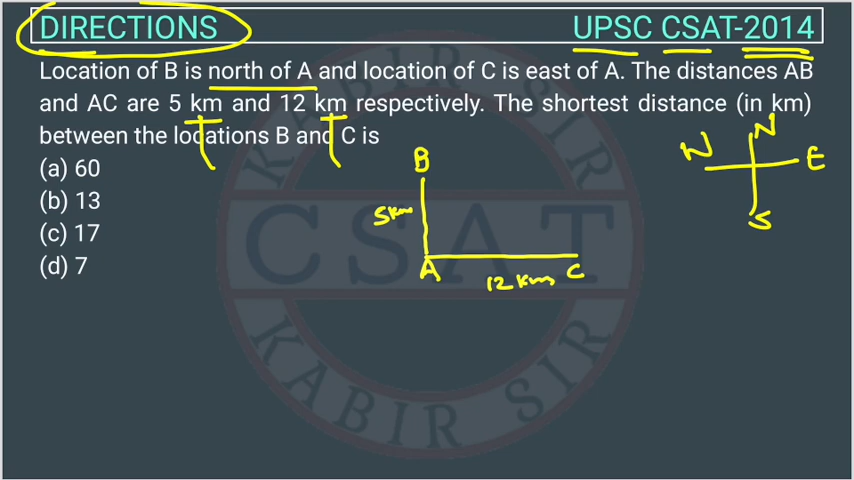 DIRECTIONS UPSC CSAT-2014
Location of B is north of A and location of C is east of A. The distances AB
and AC are 5 km and 12 km respectively. The shortest distance (in km)
between the locations B and C is
(a) 60
(b) 13
(c) 17
(d) 7
N
N
E
S
B
5km
A
12 km C
KABIR SIR
CSAT
KABIR SIR